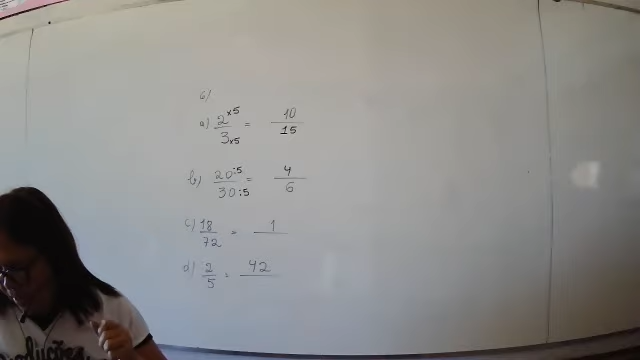 6)
a) 2 ×5 / 3 ×5 = 10 / 15
b) 20 :5 / 30 :5 = 4 / 6
c) 18 / 72 = 1 /
d) 2 / 5 = 42 /